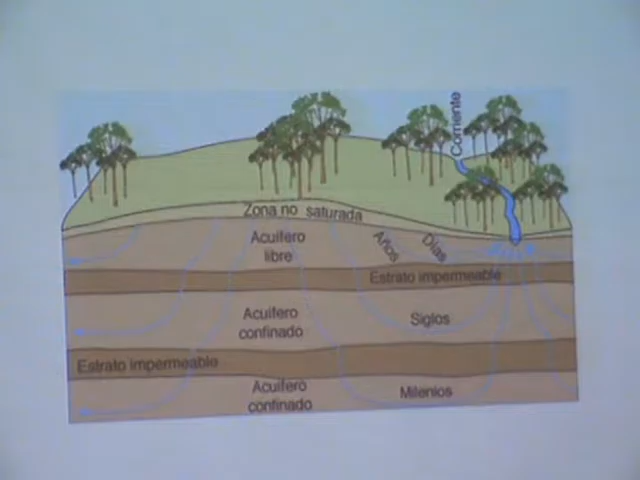 Corriente
Zona no saturada
Acuífero
libre
Años
Días
Estrato impermeable
Acuífero
confinado
Siglos
Estrato impermeable
Acuífero
confinado
Milenios